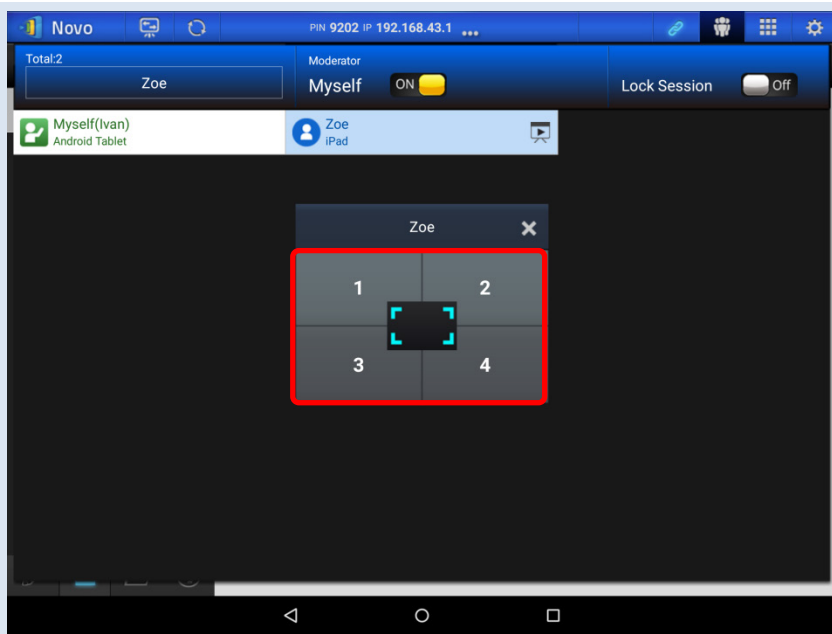 Novo
PIN 9202 IP 192.168.43.1 ...
Total:2
Zoe
Moderator
Myself ON
Lock Session Off
Myself(Ivan)
Android Tablet
Zoe
iPad
Zoe
1 2
3 4